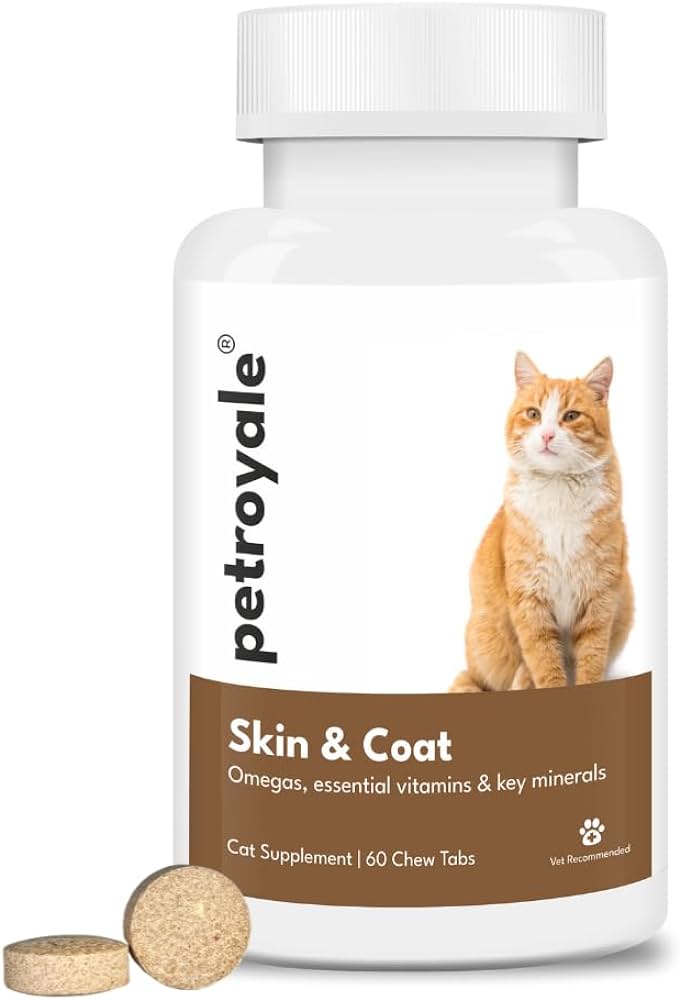 petroyale®
Skin & Coat
Omegas, essential vitamins & key minerals
Cat Supplement | 60 Chew Tabs
Vet Recommended